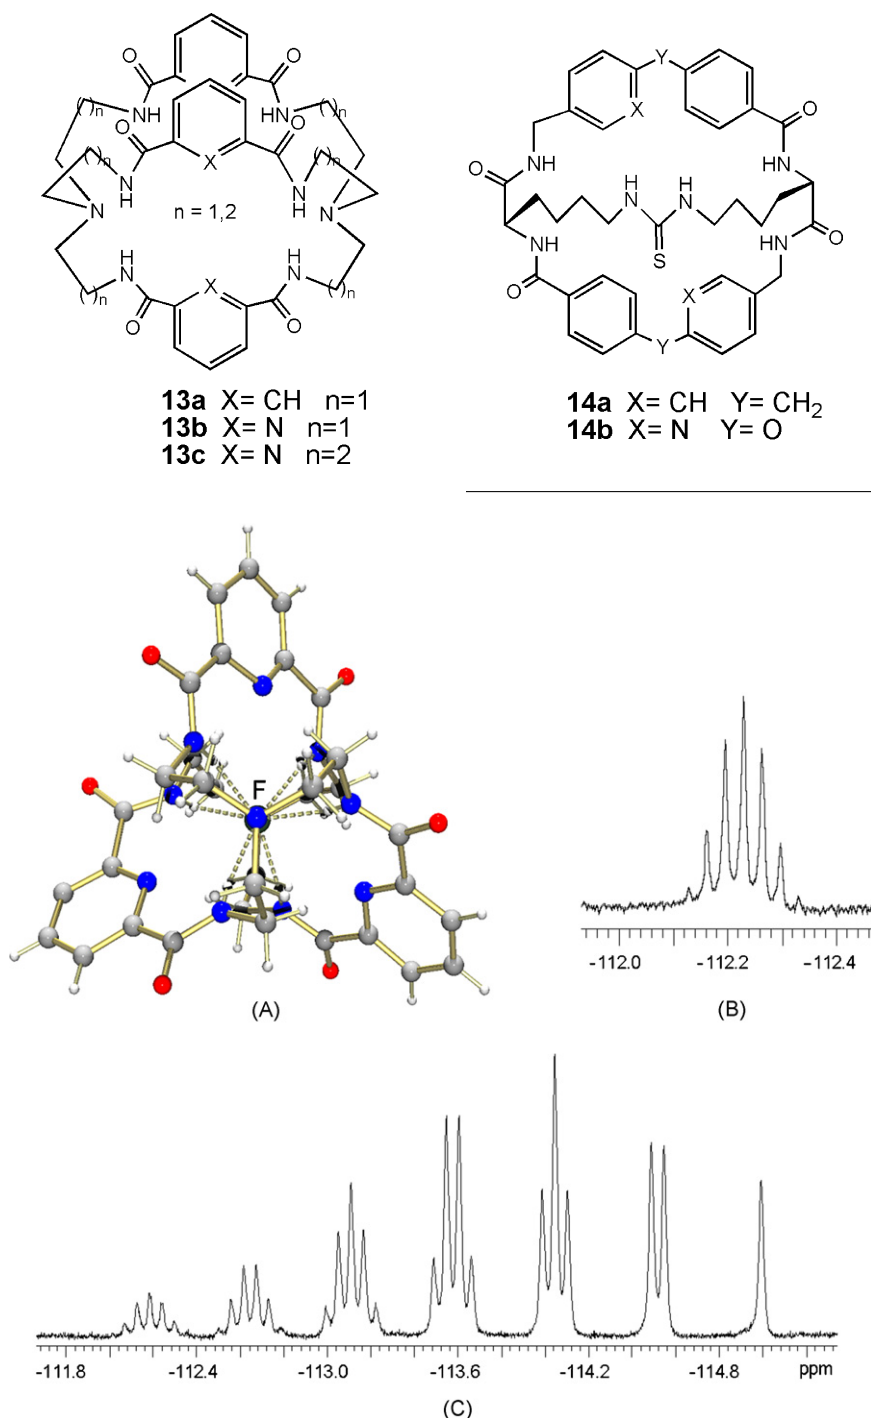 O
O
( )n
NH
HN
( )n
O
O
( )n
( )n
X
N
H
N
H
N
N
n = 1,2
H
N
H
N
( )n
( )n
X
O
O
13a X= CH n=1
13b X= N n=1
13c X= N n=2
Y
X
O
O
NH
HN
H
N
H
N
S
NH
HN
O
O
X
Y
14a X= CH Y= CH2
14b X= N Y= O
F
(A)
-112.0 -112.2 -112.4
(B)
-111.8 -112.4 -113.0 -113.6 -114.2 -114.8 ppm
(C)